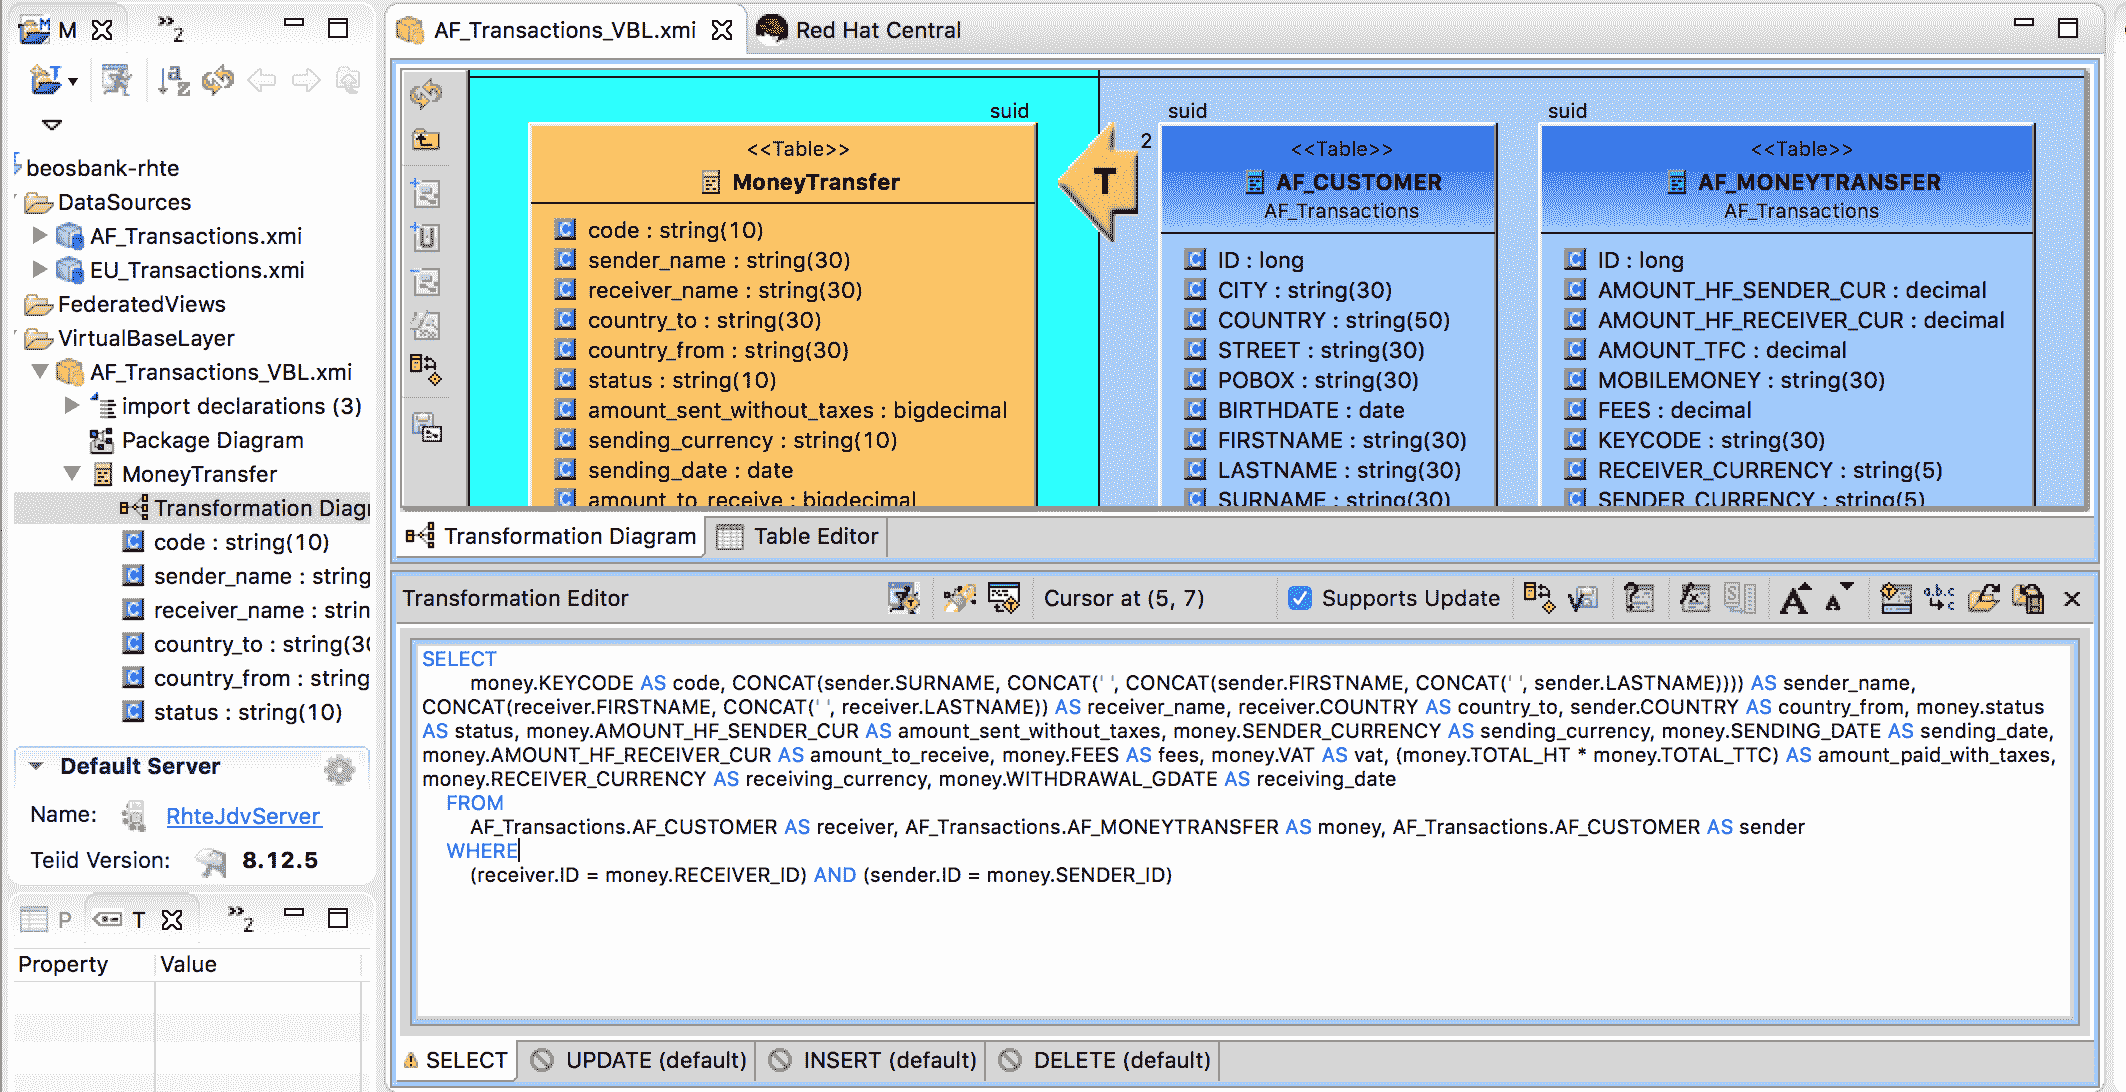 M
»2
AF_Transactions_VBL.xmi
Red Hat Central
beosbank-rhte
DataSources
AF_Transactions.xmi
EU_Transactions.xmi
FederatedViews
VirtualBaseLayer
AF_Transactions_VBL.xmi
import declarations (3)
Package Diagram
MoneyTransfer
Transformation Diagr
code : string(10)
sender_name : string
receiver_name : strin
country_to : string(30
country_from : string
status : string(10)
Default Server
Name: RhteJdvServer
Teiid Version: 8.12.5
P
T
»2
Property Value
suid
<<Table>>
MoneyTransfer
code : string(10)
sender_name : string(30)
receiver_name : string(30)
country_to : string(30)
country_from : string(30)
status : string(10)
amount_sent_without_taxes : bigdecimal
sending_currency : string(10)
sending_date : date
amount_to_receive : bigdecimal
T
2
suid
<<Table>>
AF_CUSTOMER
AF_Transactions
ID : long
CITY : string(30)
COUNTRY : string(50)
STREET : string(30)
POBOX : string(30)
BIRTHDATE : date
FIRSTNAME : string(30)
LASTNAME : string(30)
SURNAME : string(30)
suid
<<Table>>
AF_MONEYTRANSFER
AF_Transactions
ID : long
AMOUNT_HF_SENDER_CUR : decimal
AMOUNT_HF_RECEIVER_CUR : decimal
AMOUNT_TFC : decimal
MOBILEMONEY : string(30)
FEES : decimal
KEYCODE : string(30)
RECEIVER_CURRENCY : string(5)
SENDER_CURRENCY : string(5)
Transformation Diagram
Table Editor
Transformation Editor
Cursor at (5, 7)
Supports Update
SELECT
money.KEYCODE AS code, CONCAT(sender.SURNAME, CONCAT(' ', CONCAT(sender.FIRSTNAME, CONCAT(' ', sender.LASTNAME)))) AS sender_name,
CONCAT(receiver.FIRSTNAME, CONCAT(' ', receiver.LASTNAME)) AS receiver_name, receiver.COUNTRY AS country_to, sender.COUNTRY AS country_from, money.status
AS status, money.AMOUNT_HF_SENDER_CUR AS amount_sent_without_taxes, money.SENDER_CURRENCY AS sending_currency, money.SENDING_DATE AS sending_date,
money.AMOUNT_HF_RECEIVER_CUR AS amount_to_receive, money.FEES AS fees, money.VAT AS vat, (money.TOTAL_HT * money.TOTAL_TTC) AS amount_paid_with_taxes,
money.RECEIVER_CURRENCY AS receiving_currency, money.WITHDRAWAL_GDATE AS receiving_date
FROM
AF_Transactions.AF_CUSTOMER AS receiver, AF_Transactions.AF_MONEYTRANSFER AS money, AF_Transactions.AF_CUSTOMER AS sender
WHERE
(receiver.ID = money.RECEIVER_ID) AND (sender.ID = money.SENDER_ID)
SELECT
UPDATE (default)
INSERT (default)
DELETE (default)